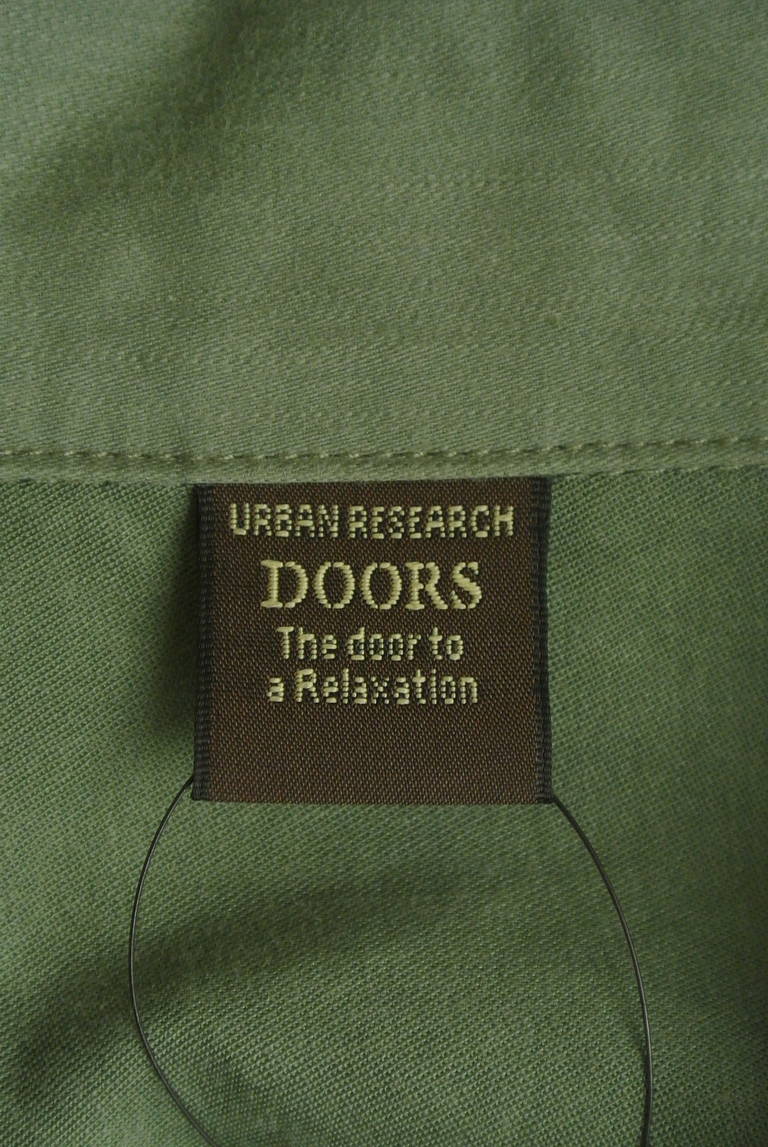 URBAN RESEARCH
DOORS
The door to
a Relaxation